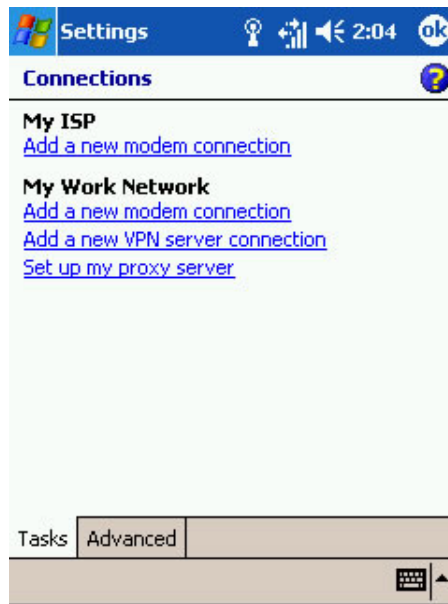 Settings 2:04 ok
Connections ?
My ISP
Add a new modem connection
My Work Network
Add a new modem connection
Add a new VPN server connection
Set up my proxy server
Tasks Advanced